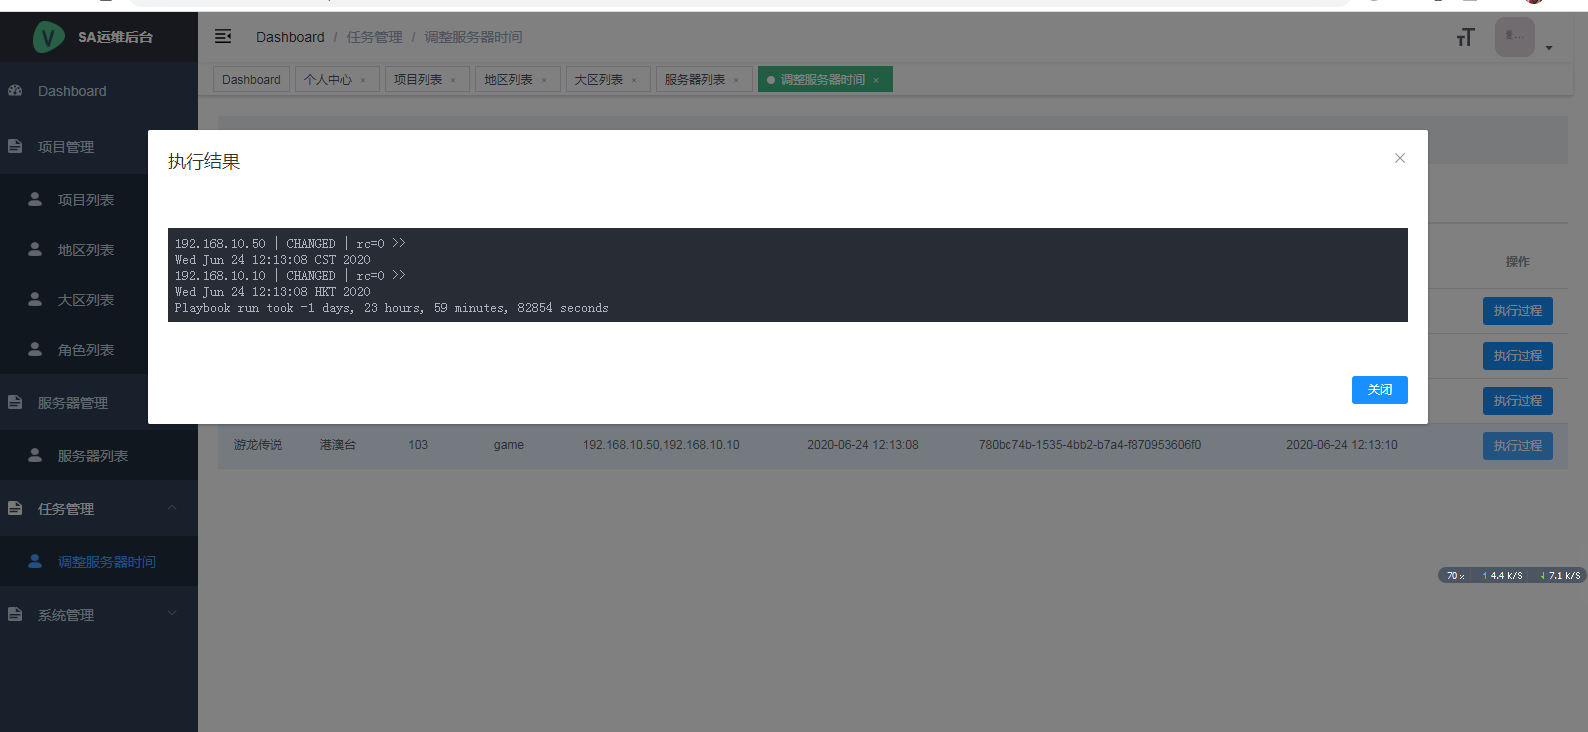 SA运维后台
Dashboard / 任务管理 / 调整服务器时间
Dashboard
个人中心 ×
项目列表 ×
地区列表 ×
大区列表 ×
服务器列表 ×
调整服务器时间 ×
Dashboard
项目管理
项目列表
地区列表
大区列表
角色列表
服务器管理
服务器列表
任务管理
调整服务器时间
系统管理
执行结果
192.168.10.50 | CHANGED | rc=0 >>
Wed Jun 24 12:13:08 CST 2020
192.168.10.10 | CHANGED | rc=0 >>
Wed Jun 24 12:13:08 HKT 2020
Playbook run took -1 days, 23 hours, 59 minutes, 82854 seconds
关闭
操作
执行过程
执行过程
执行过程
游龙传说 港澳台 103 game 192.168.10.50,192.168.10.10 2020-06-24 12:13:08 780bc74b-1535-4bb2-b7a4-f870953606f0 2020-06-24 12:13:10 执行过程
70% ↑ 4.4 K/S ↓ 7.1 K/S